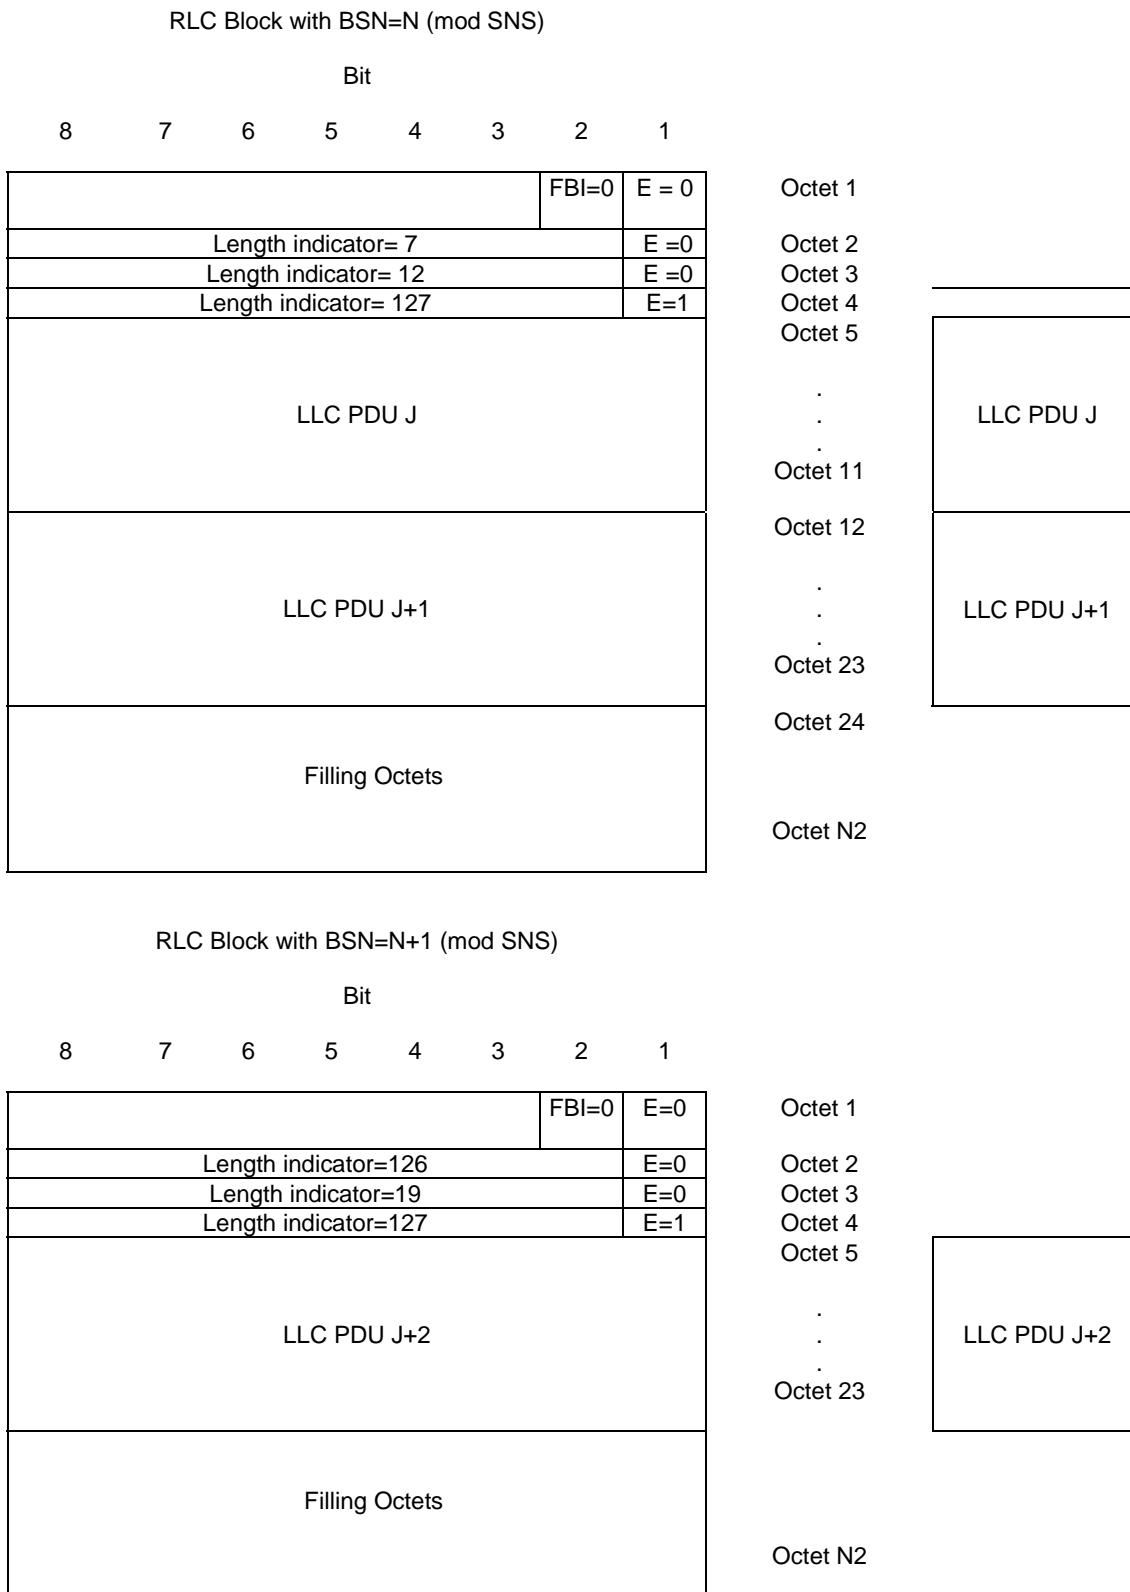 RLC Block with BSN=N (mod SNS)
Bit
8 7 6 5 4 3 2 1
FBI=0 E = 0 Octet 1
Length indicator= 7 E =0 Octet 2
Length indicator= 12 E =0 Octet 3
Length indicator= 127 E=1 Octet 4
Octet 5
.
LLC PDU J . LLC PDU J
.
Octet 11
Octet 12
.
LLC PDU J+1 . LLC PDU J+1
.
Octet 23
Octet 24
Filling Octets
Octet N2
RLC Block with BSN=N+1 (mod SNS)
Bit
8 7 6 5 4 3 2 1
FBI=0 E=0 Octet 1
Length indicator=126 E=0 Octet 2
Length indicator=19 E=0 Octet 3
Length indicator=127 E=1 Octet 4
Octet 5
.
LLC PDU J+2 . LLC PDU J+2
.
Octet 23
Filling Octets
Octet N2